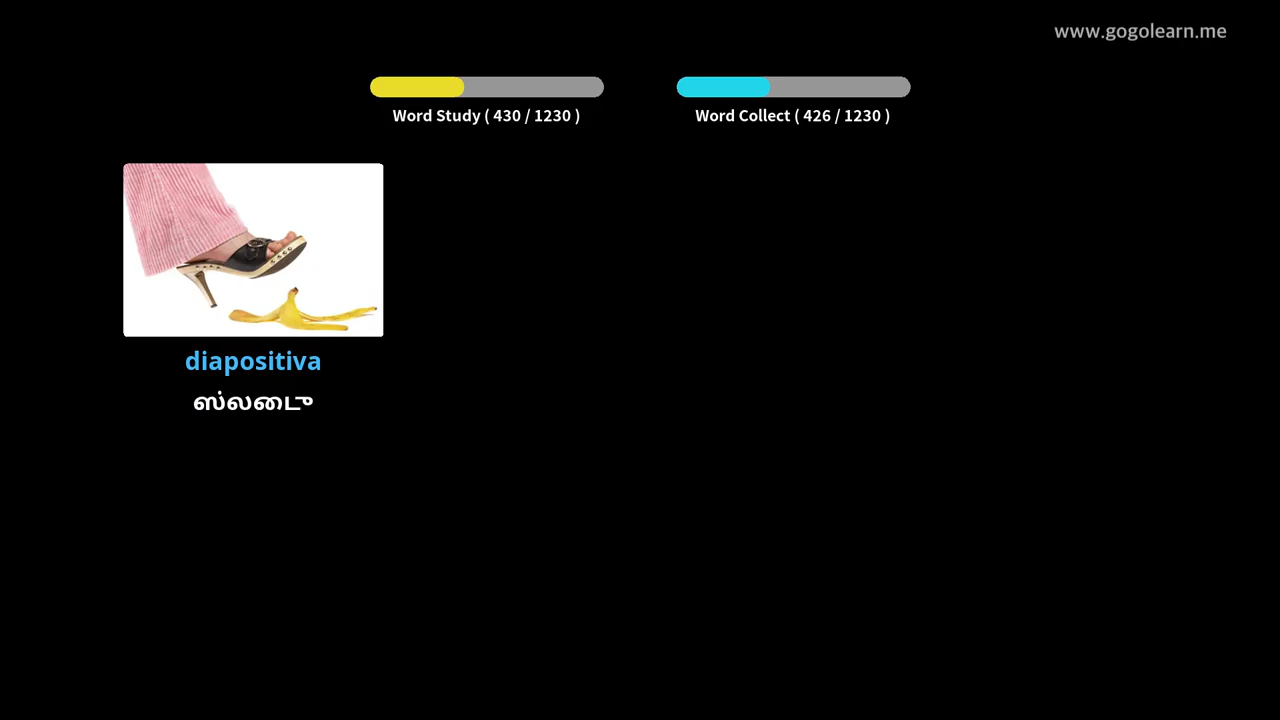 www.gogolearn.me
Word Study ( 430 / 1230 )
Word Collect ( 426 / 1230 )
diapositiva
ஸ்லைடு